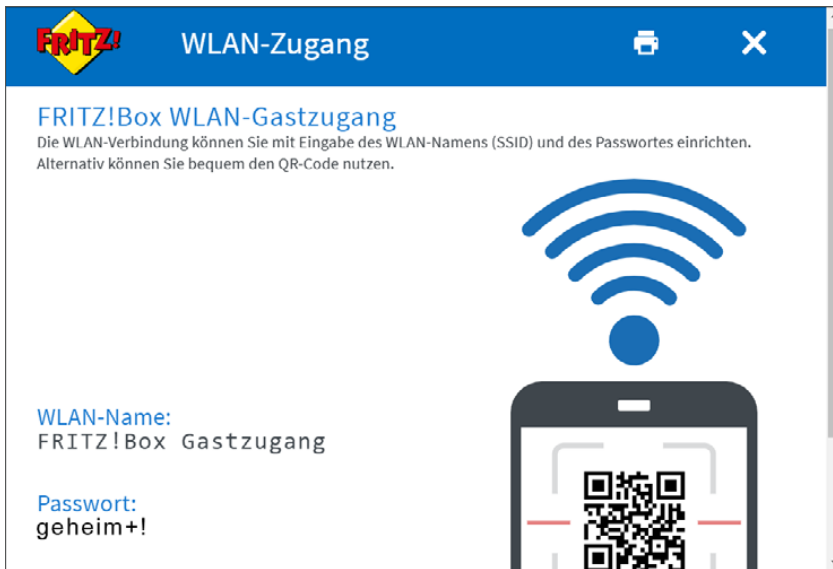 FRITZ!
WLAN-Zugang
FRITZ!Box WLAN-Gastzugang
Die WLAN-Verbindung können Sie mit Eingabe des WLAN-Namens (SSID) und des Passwortes einrichten.
Alternativ können Sie bequem den QR-Code nutzen.
WLAN-Name:
FRITZ!Box Gastzugang
Passwort:
geheim+!